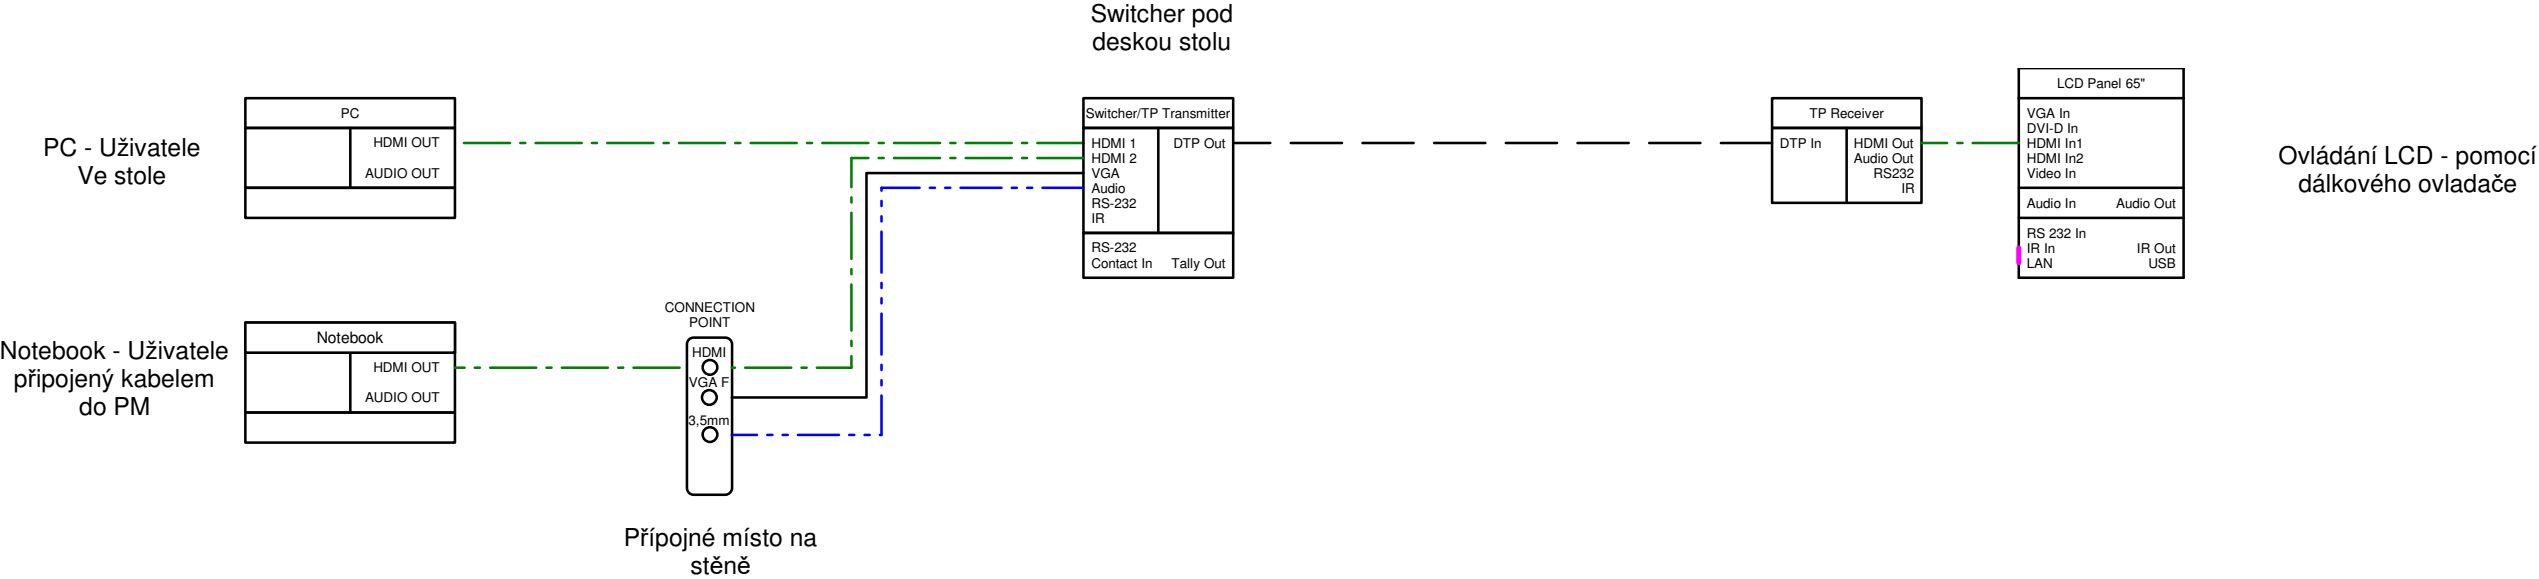 Switcher pod
deskou stolu
PC - Uživatele
Ve stole
PC
HDMI OUT
AUDIO OUT
Switcher/TP Transmitter
HDMI 1
HDMI 2
VGA
Audio
RS-232
IR
DTP Out
RS-232
Contact In
Tally Out
TP Receiver
DTP In
HDMI Out
Audio Out
RS232
IR
LCD Panel 65"
VGA In
DVI-D In
HDMI In1
HDMI In2
Video In
Audio In
Audio Out
RS 232 In
IR In
LAN
IR Out
USB
Ovládání LCD - pomocí
dálkového ovladače
Notebook - Uživatele
připojený kabelem
do PM
Notebook
HDMI OUT
AUDIO OUT
CONNECTION
POINT
HDMI
VGA F
3,5mm
Přípojné místo na
stěně